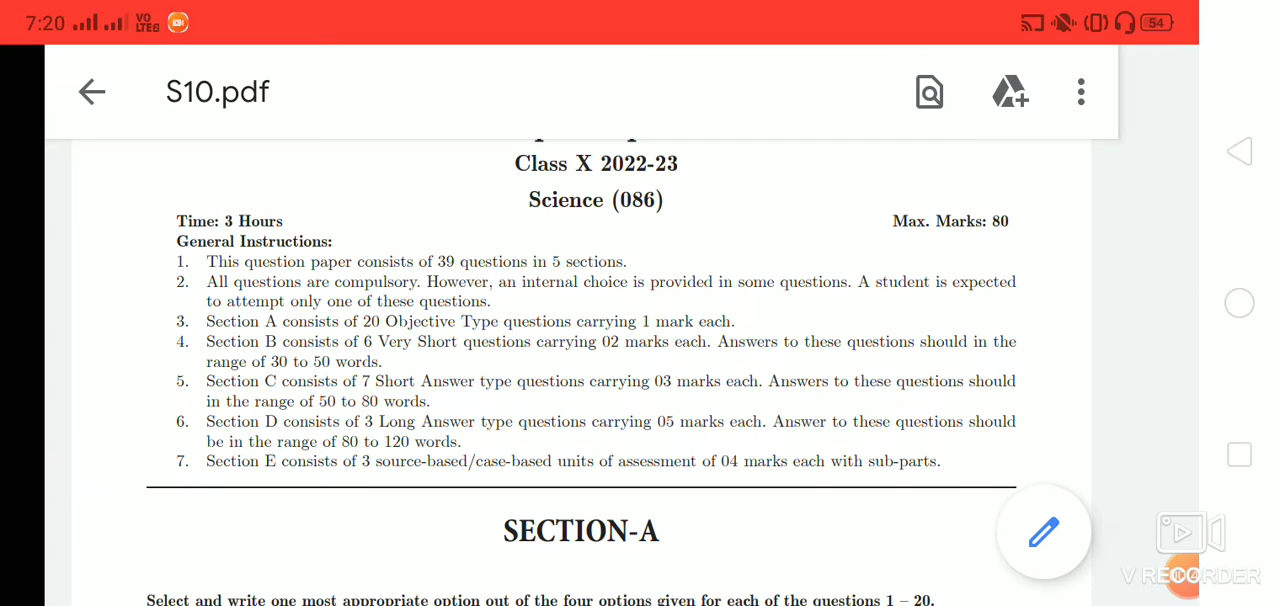 7:20 VO LTE 54
S10.pdf
Class X 2022-23
Science (086)
Time: 3 Hours Max. Marks: 80
General Instructions:
1. This question paper consists of 39 questions in 5 sections.
2. All questions are compulsory. However, an internal choice is provided in some questions. A student is expected
to attempt only one of these questions.
3. Section A consists of 20 Objective Type questions carrying 1 mark each.
4. Section B consists of 6 Very Short questions carrying 02 marks each. Answers to these questions should in the
range of 30 to 50 words.
5. Section C consists of 7 Short Answer type questions carrying 03 marks each. Answers to these questions should
in the range of 50 to 80 words.
6. Section D consists of 3 Long Answer type questions carrying 05 marks each. Answer to these questions should
be in the range of 80 to 120 words.
7. Section E consists of 3 source-based/case-based units of assessment of 04 marks each with sub-parts.
SECTION-A
Select and write one most appropriate option out of the four options given for each of the questions 1 – 20.
V RECORDER